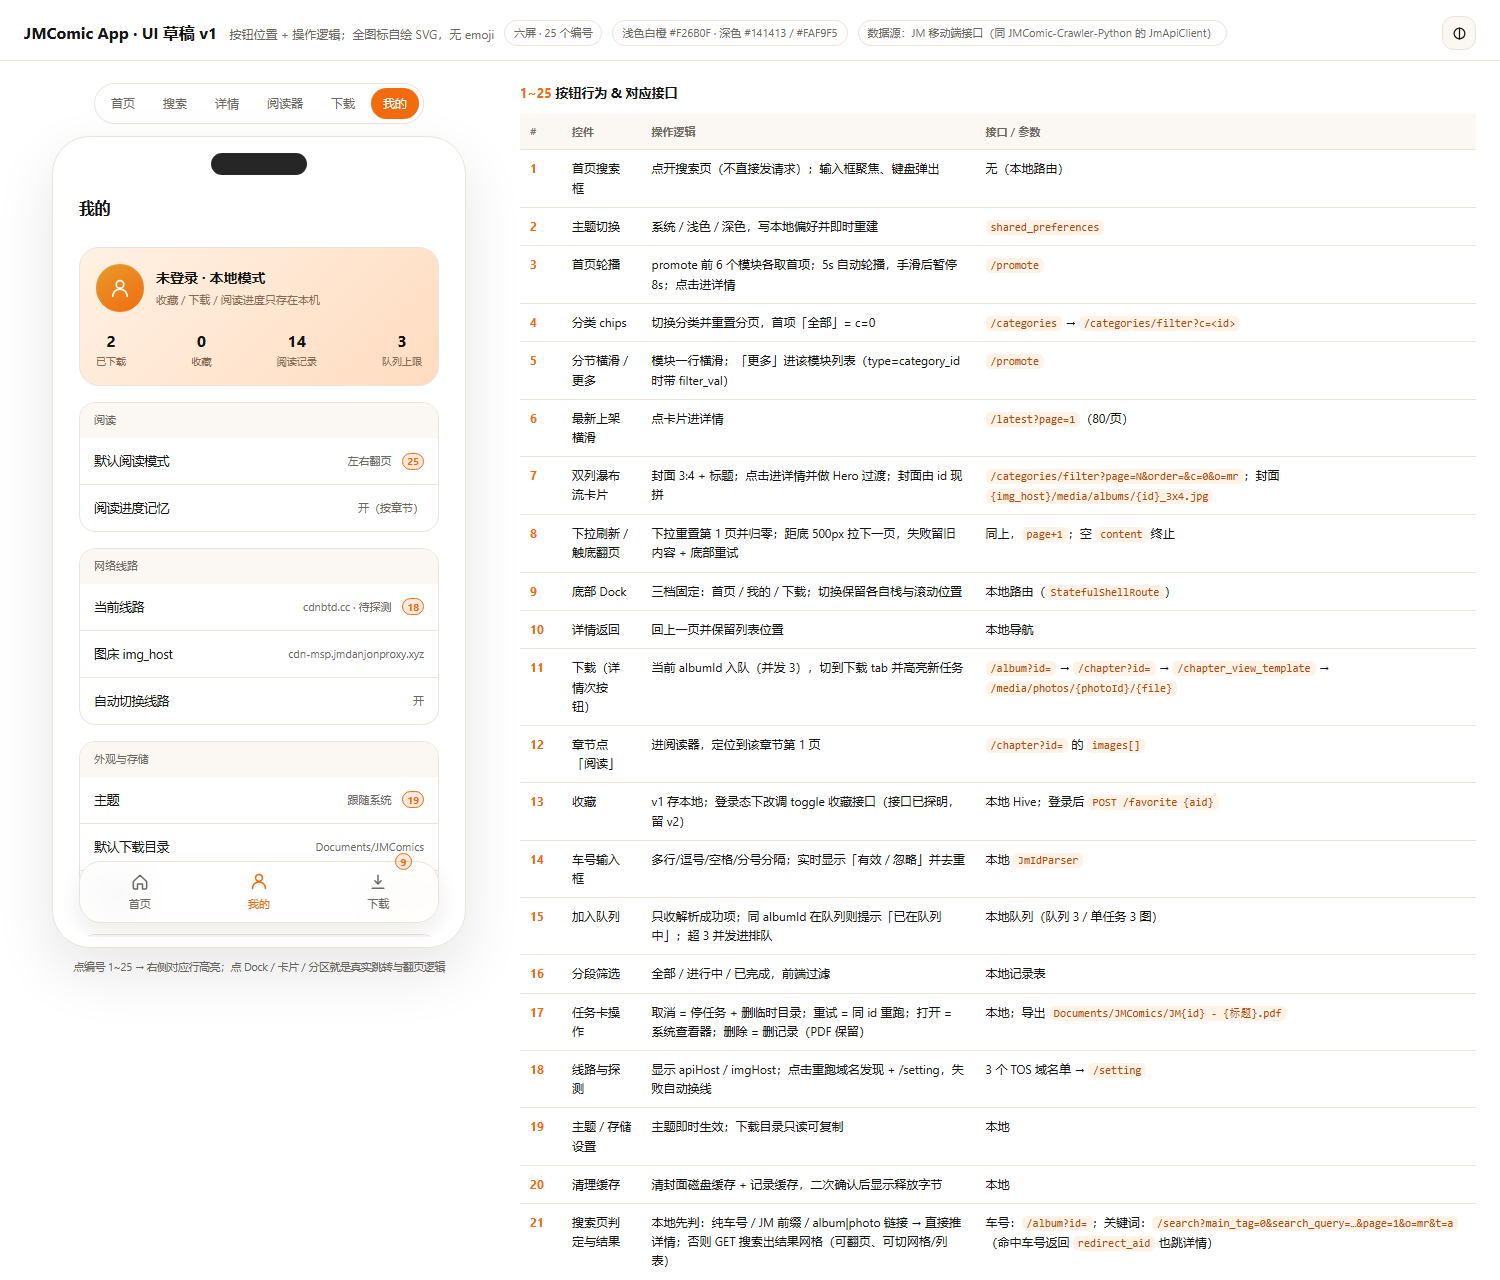 JMComic App · UI 草稿 v1
按钮位置 + 操作逻辑；全图标自绘 SVG，无 emoji
六屏 · 25 个编号
浅色白橙 #F26B0F · 深色 #141413 / #FAF9F5
数据源：JM 移动端接口（同 JMComic-Crawler-Python 的 JmApiClient）
首页 搜索 详情 阅读器 下载 我的
我的
未登录 · 本地模式
收藏 / 下载 / 阅读进度只存在本机
2 0 14 3
已下载 收藏 阅读记录 队列上限
阅读
默认阅读模式 左右翻页 25
阅读进度记忆 开（按章节）
网络线路
当前线路 cdnbtd.cc · 待探测 18
图床 img_host cdn-msp.jmdanjonproxy.xyz
自动切换线路 开
外观与存储
主题 跟随系统 19
默认下载目录 Documents/JMComics
9
首页 我的 下载
点编号 1~25 → 右侧对应行高亮；点 Dock / 卡片 / 分区就是真实跳转与翻页逻辑
1~25 按钮行为 & 对应接口
# 控件 操作逻辑 接口 / 参数
1 首页搜索框 点开搜索页（不直接发请求）；输入框聚焦、键盘弹出 无（本地路由）
2 主题切换 系统 / 浅色 / 深色，写本地偏好并即时重建 shared_preferences
3 首页轮播 promote 前 6 个模块各取首项；5s 自动轮播，手滑后暂停 8s；点击进详情 /promote
4 分类 chips 切换分类并重置分页，首项「全部」= c=0 /categories → /categories/filter?c=<id>
5 分节横滑 / 更多 模块一行横滑；「更多」进该模块列表（type=category_id 时带 filter_val） /promote
6 最新上架横滑 点卡片进详情 /latest?page=1 （80/页）
7 双列瀑布流卡片 封面 3:4 + 标题；点击进详情并做 Hero 过渡；封面由 id 现拼 /categories/filter?page=N&order=&c=0&o=mr；封面 {img_host}/media/albums/{id}_3x4.jpg
8 下拉刷新 / 触底翻页 下拉重置第 1 页并归零；距底 500px 拉下一页，失败留旧内容 + 底部重试 同上，page+1；空 content 终止
9 底部 Dock 三档固定：首页 / 我的 / 下载；切换保留各自栈与滚动位置 本地路由（StatefulShellRoute）
10 详情返回 回上一页并保留列表位置 本地导航
11 下载（详情次按钮） 当前 albumId 入队（并发 3），切到下载 tab 并高亮新任务 /album?id= → /chapter?id= → /chapter_view_template → /media/photos/{photoId}/{file}
12 章节点「阅读」 进阅读器，定位到该章节第 1 页 /chapter?id= 的 images[]
13 收藏 v1 存本地；登录态下改调 toggle 收藏接口（接口已探明，留 v2） 本地 Hive；登录后 POST /favorite {aid}
14 车号输入框 多行/逗号/空格/分号分隔；实时显示「有效 / 忽略」并去重 本地 JmIdParser
15 加入队列 只收解析成功项；同 albumId 在队列则提示「已在队列中」；超 3 并发进排队 本地队列（队列 3 / 单任务 3 图）
16 分段筛选 全部 / 进行中 / 已完成，前端过滤 本地记录表
17 任务卡操作 取消 = 停任务 + 删临时目录；重试 = 同 id 重跑；打开 = 系统查看器；删除 = 删记录（PDF 保留） 本地；导出 Documents/JMComics/JM{id} - {标题}.pdf
18 线路与探测 显示 apiHost / imgHost；点击重跑域名发现 + /setting，失败自动换线 3 个 TOS 域名单 → /setting
19 主题 / 存储设置 主题即时生效；下载目录只读可复制 本地
20 清理缓存 清封面磁盘缓存 + 记录缓存，二次确认后显示释放字节 本地
21 搜索页判定与结果 本地先判：纯车号 / JM 前缀 / album|photo 链接 → 直接推详情；否则 GET 搜索出结果网格（可翻页、可切网格/列表） 车号：/album?id=；关键词：/search?main_tag=0&search_query=…&page=1&o=mr&t=a（命中车号返回 redirect_aid 也跳详情）